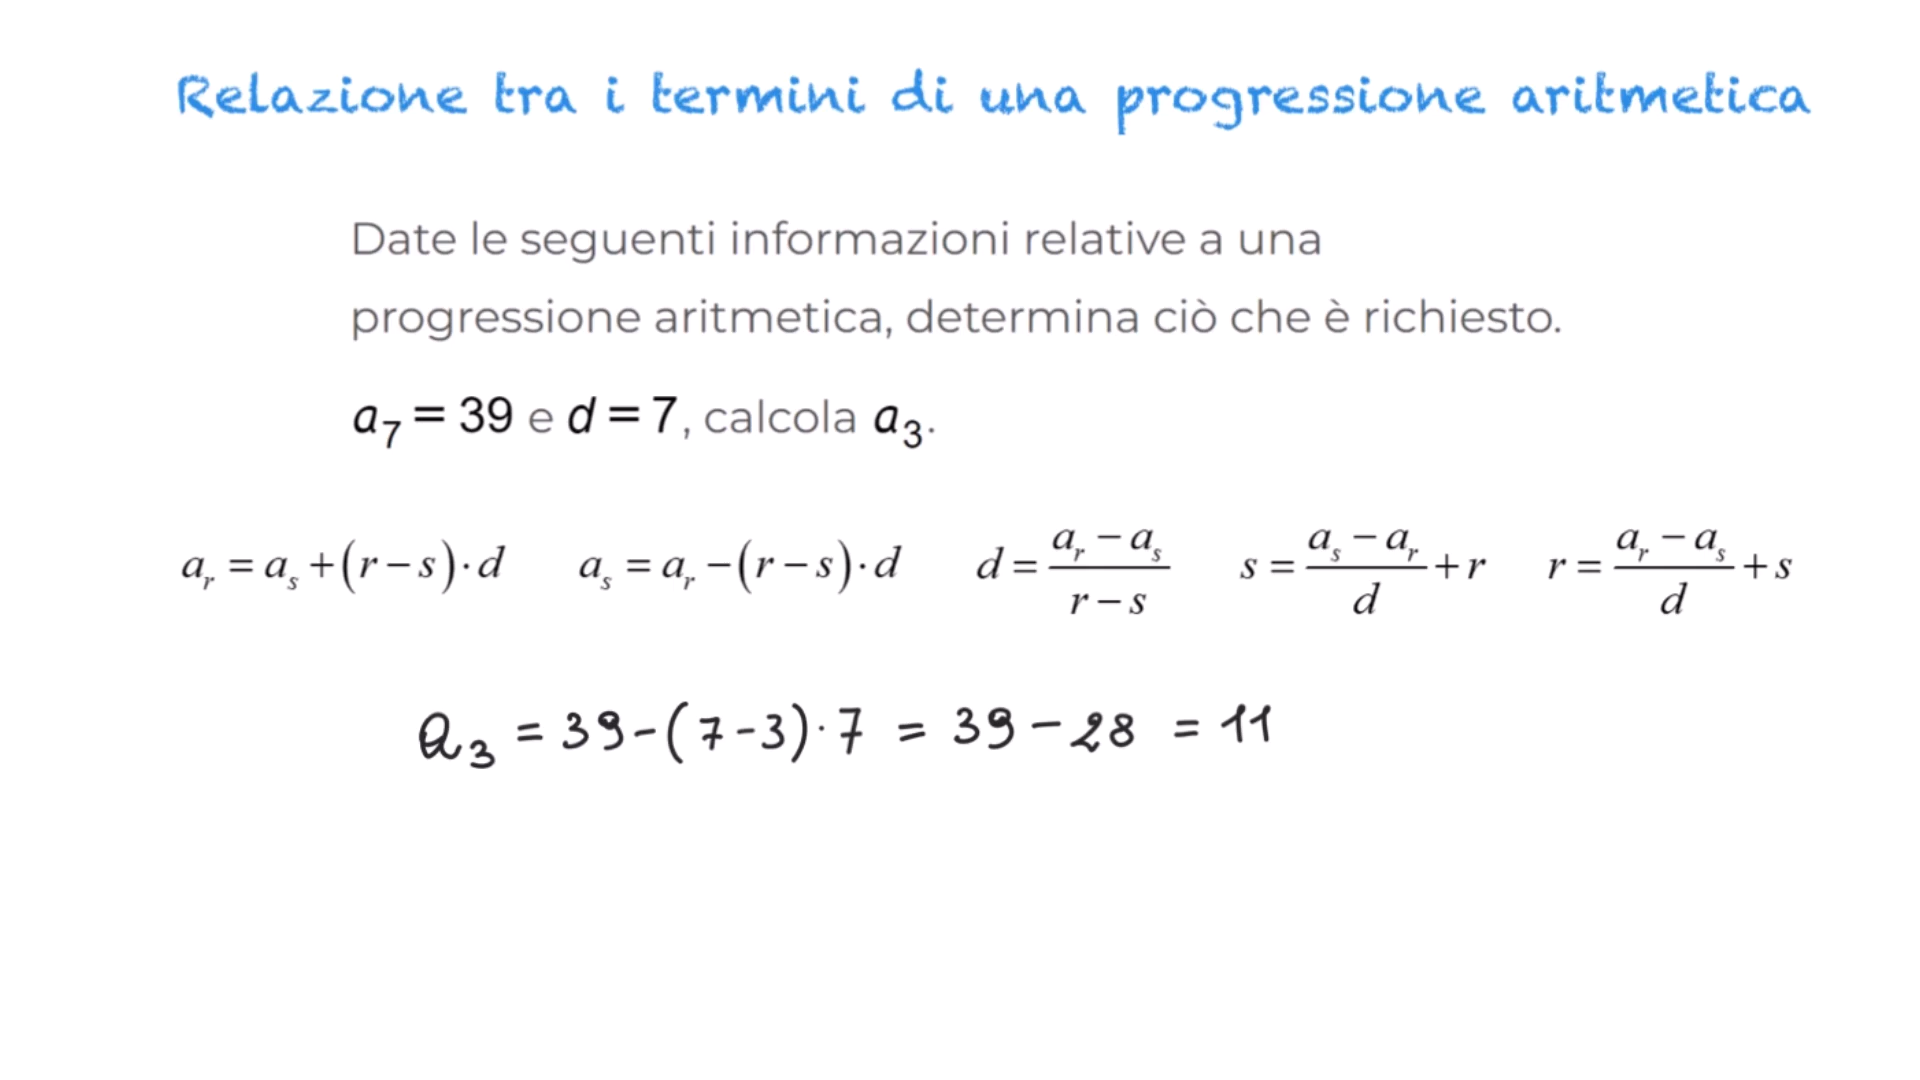 Relazione tra i termini di una progressione aritmetica
Date le seguenti informazioni relative a una
progressione aritmetica, determina ciò che è richiesto.
a₇ = 39 e d = 7, calcola a₃.
aᵣ = aₛ + (r − s) · d    aₛ = aᵣ − (r − s) · d    d = (aᵣ − aₛ)/(r − s)    s = (aₛ − aᵣ)/d + r    r = (aᵣ − aₛ)/d + s
a₃ = 39 − (7 − 3) · 7 = 39 − 28 = 11